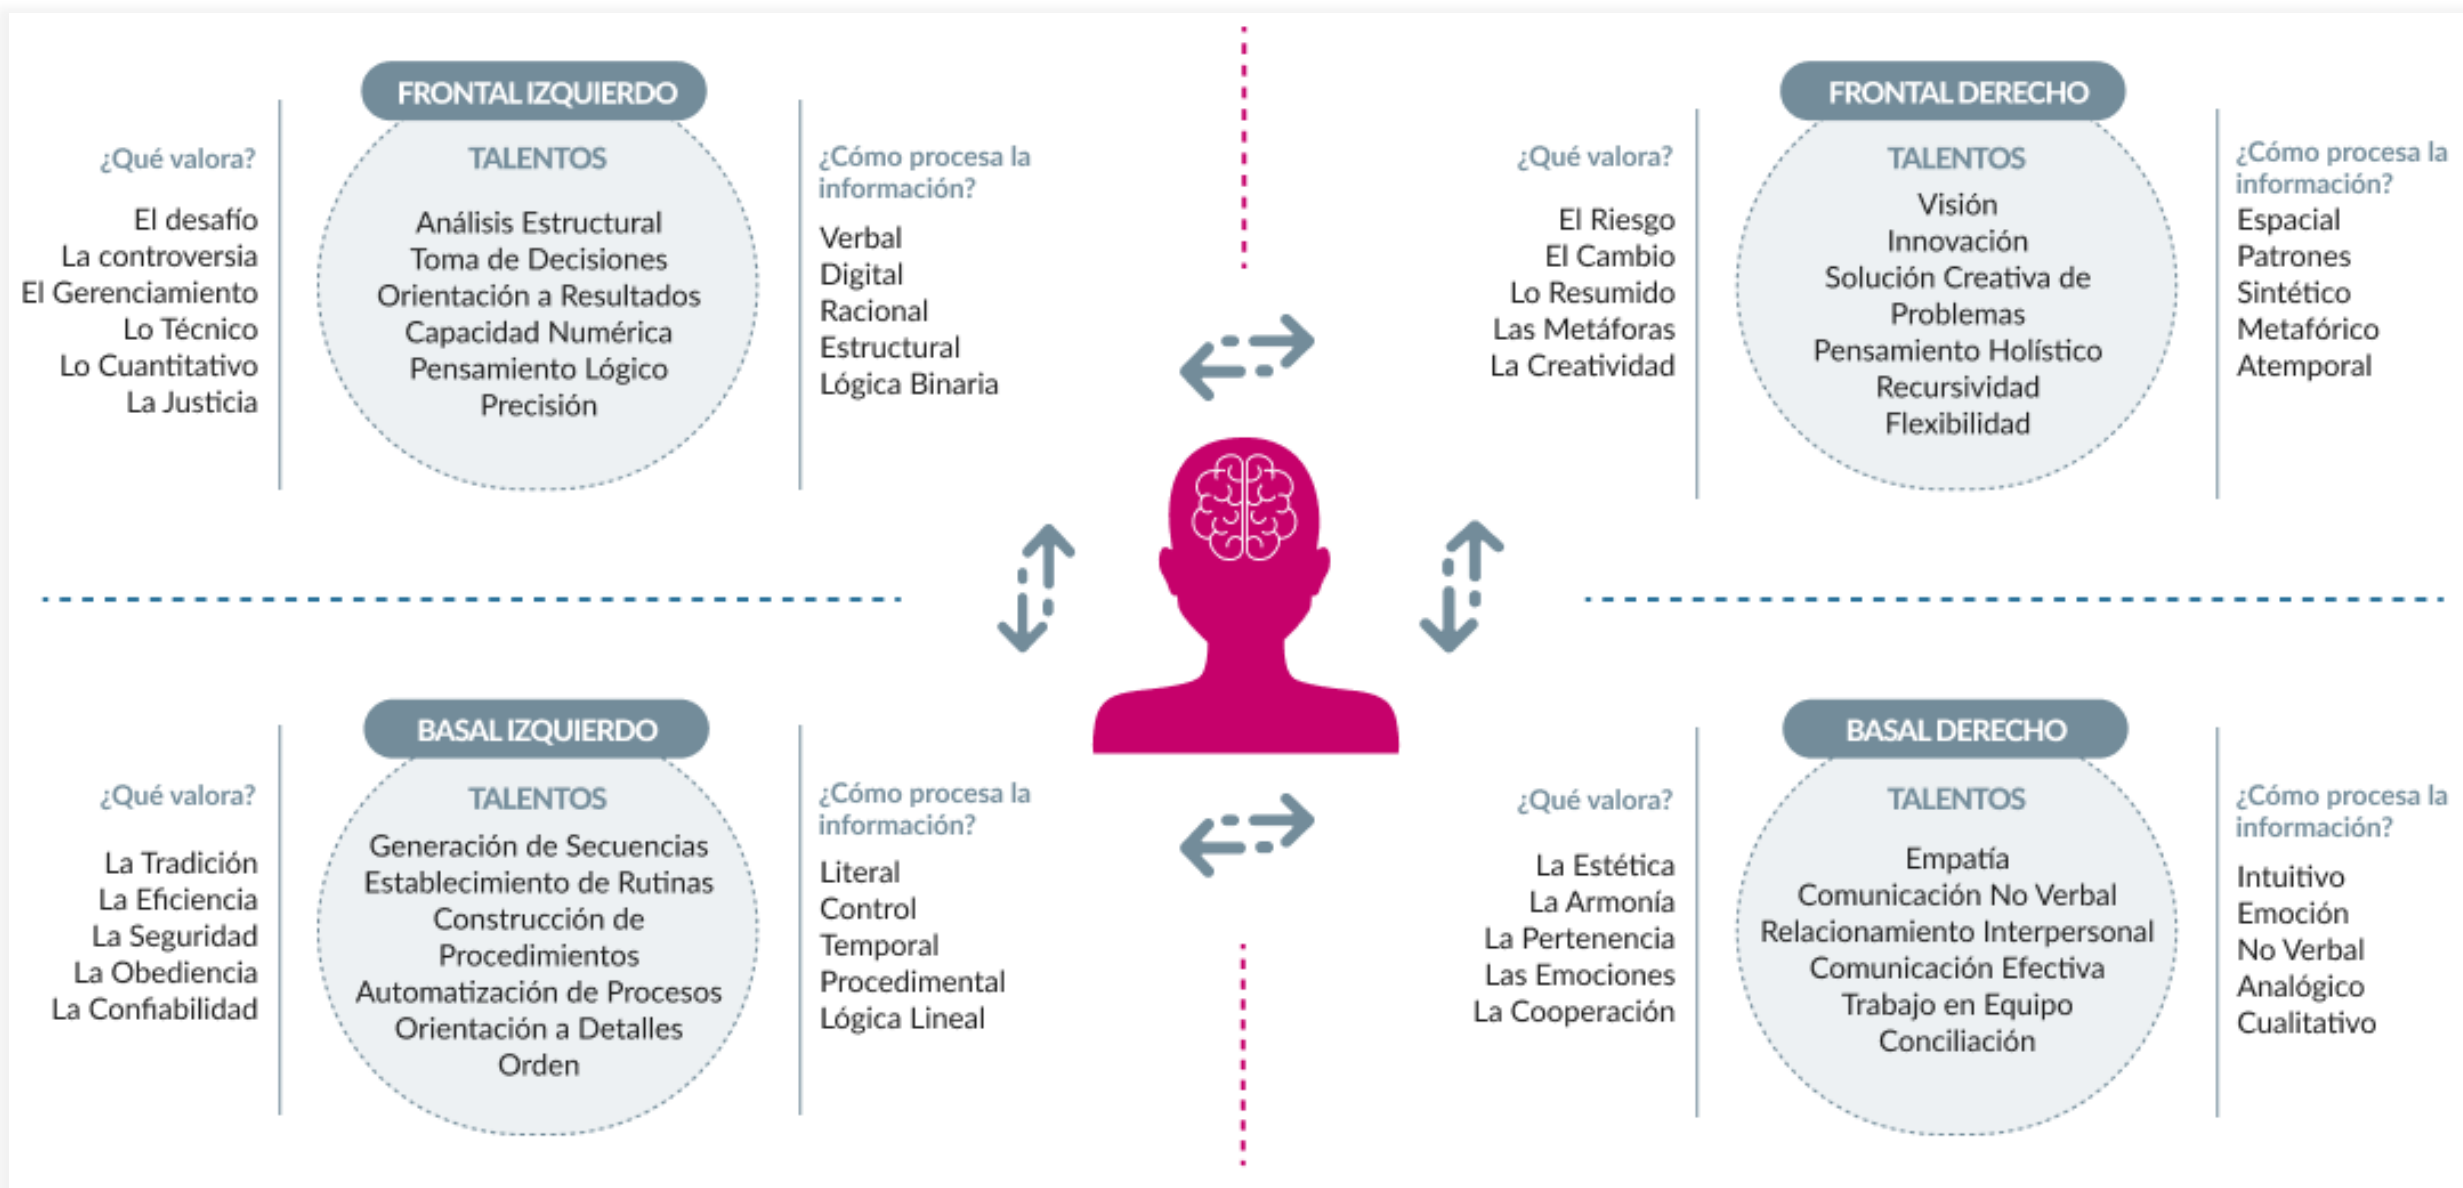 FRONTAL IZQUIERDO
¿Qué valora?
El desafío
La controversia
El Gerenciamiento
Lo Técnico
Lo Cuantitativo
La Justicia
TALENTOS
Análisis Estructural
Toma de Decisiones
Orientación a Resultados
Capacidad Numérica
Pensamiento Lógico
Precisión
¿Cómo procesa la
información?
Verbal
Digital
Racional
Estructural
Lógica Binaria
FRONTAL DERECHO
¿Qué valora?
El Riesgo
El Cambio
Lo Resumido
Las Metáforas
La Creatividad
TALENTOS
Visión
Innovación
Solución Creativa de
Problemas
Pensamiento Holístico
Recursividad
Flexibilidad
¿Cómo procesa la
información?
Espacial
Patrones
Sintético
Metafórico
Atemporal
BASAL IZQUIERDO
¿Qué valora?
La Tradición
La Eficiencia
La Seguridad
La Obediencia
La Confiabilidad
TALENTOS
Generación de Secuencias
Establecimiento de Rutinas
Construcción de
Procedimientos
Automatización de Procesos
Orientación a Detalles
Orden
¿Cómo procesa la
información?
Literal
Control
Temporal
Procedimental
Lógica Lineal
BASAL DERECHO
¿Qué valora?
La Estética
La Armonía
La Pertenencia
Las Emociones
La Cooperación
TALENTOS
Empatía
Comunicación No Verbal
Relacionamiento Interpersonal
Comunicación Efectiva
Trabajo en Equipo
Conciliación
¿Cómo procesa la
información?
Intuitivo
Emoción
No Verbal
Analógico
Cualitativo